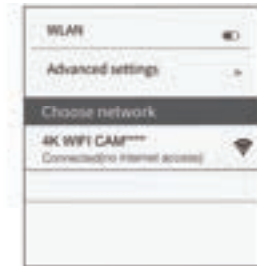 WLAN
Advanced settings
Choose network
4K WIFI CAM****
Connected(no internet access)